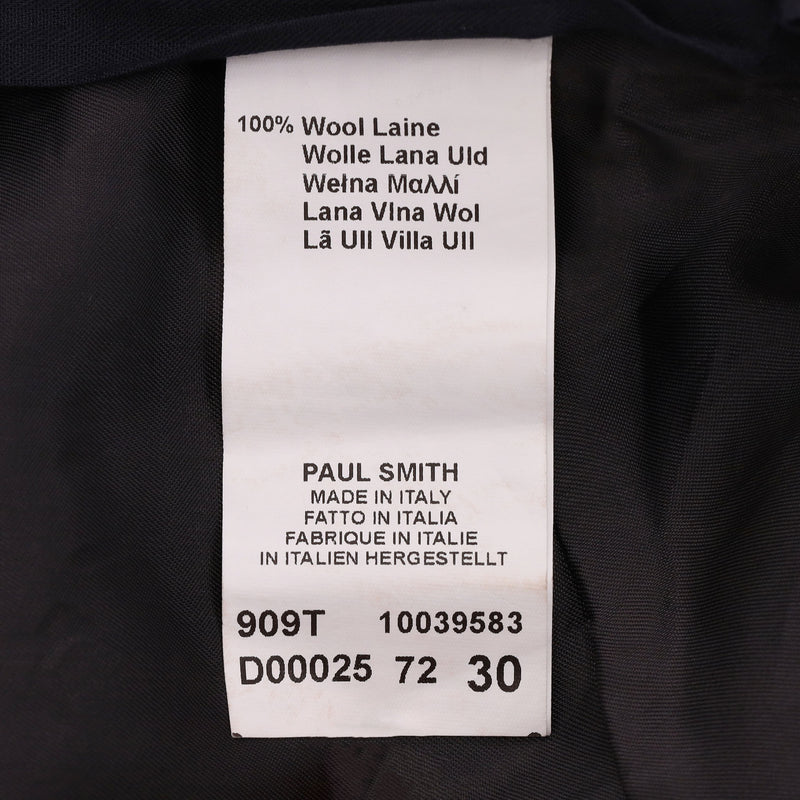 100% Wool Laine
Wolle Lana Uld
Wełna Μαλλί
Lana Vlna Wol
Lã Ull Villa Ull
PAUL SMITH
MADE IN ITALY
FATTO IN ITALIA
FABRIQUE IN ITALIE
IN ITALIEN HERGESTELLT
909T 10039583
D00025 72 30